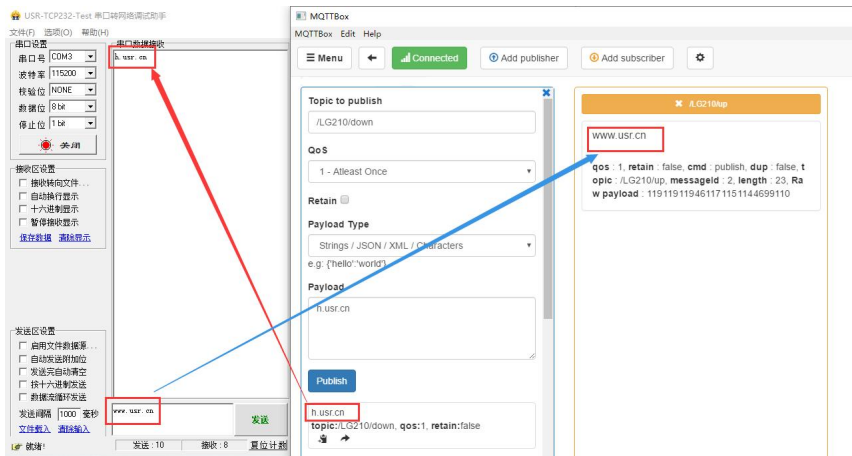 USR-TCP232-Test 串口转网络调试助手
文件(F) 选项(O) 帮助(H)
串口设置
串口号 COM3
波特率 115200
校验位 NONE
数据位 8 bit
停止位 1 bit
关闭
接收区设置
接收转向文件...
自动换行显示
十六进制显示
暂停接收显示
保存数据 清除显示
发送区设置
启用文件数据源...
自动发送附加位
发送完自动清空
按十六进制发送
数据流循环发送
发送间隔 1000 毫秒
文件载入 清除输入
就绪!
串口数据接收
h.usr.cn
www.usr.cn
发送
发送 : 10 接收 : 8 复位计数
MQTTBox
MQTTBox Edit Help
Menu Connected Add publisher Add subscriber
Topic to publish
/LG210/down
QoS
1 - Atleast Once
Retain
Payload Type
Strings / JSON / XML / Characters
e.g: {'hello':'world'}
Payload
h.usr.cn
Publish
h.usr.cn
topic:/LG210/down, qos:1, retain:false
/LG210/up
www.usr.cn
qos : 1, retain : false, cmd : publish, dup : false, t
opic : /LG210/up, messageId : 2, length : 23, Ra
w payload : 11911911946117115114469 9110